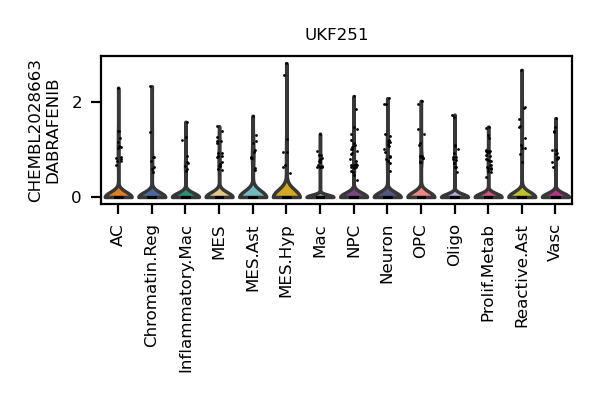 UKF251
CHEMBL2028663
DABRAFENIB
2
0
AC
Chromatin.Reg
Inflammatory.Mac
MES
MES.Ast
MES.Hyp
Mac
NPC
Neuron
OPC
Oligo
Prolif.Metab
Reactive.Ast
Vasc